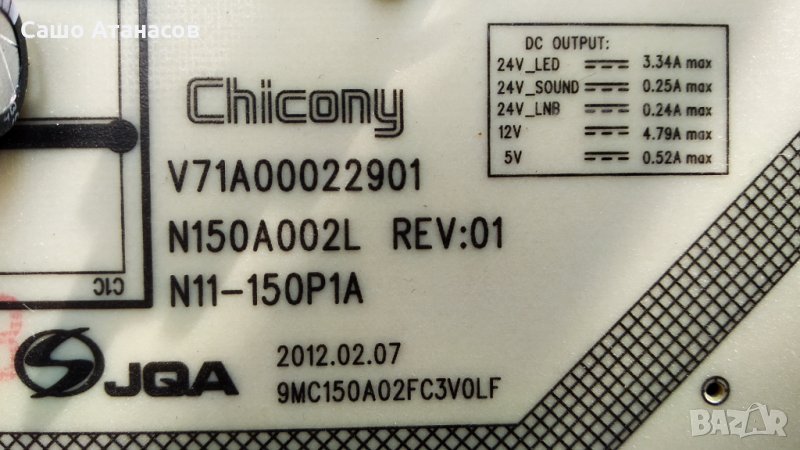 Сашо Атанасов
Chicony
V71A00022901
N150A002L REV:01
N11-150P1A
C1C
JQA
2012.02.07
9MC150A02FC3V0LF
DC OUTPUT:
24V_LED 3.34A max
24V_SOUND 0.25A max
24V_LNB 0.24A max
12V 4.79A max
5V 0.52A max
BAZAR